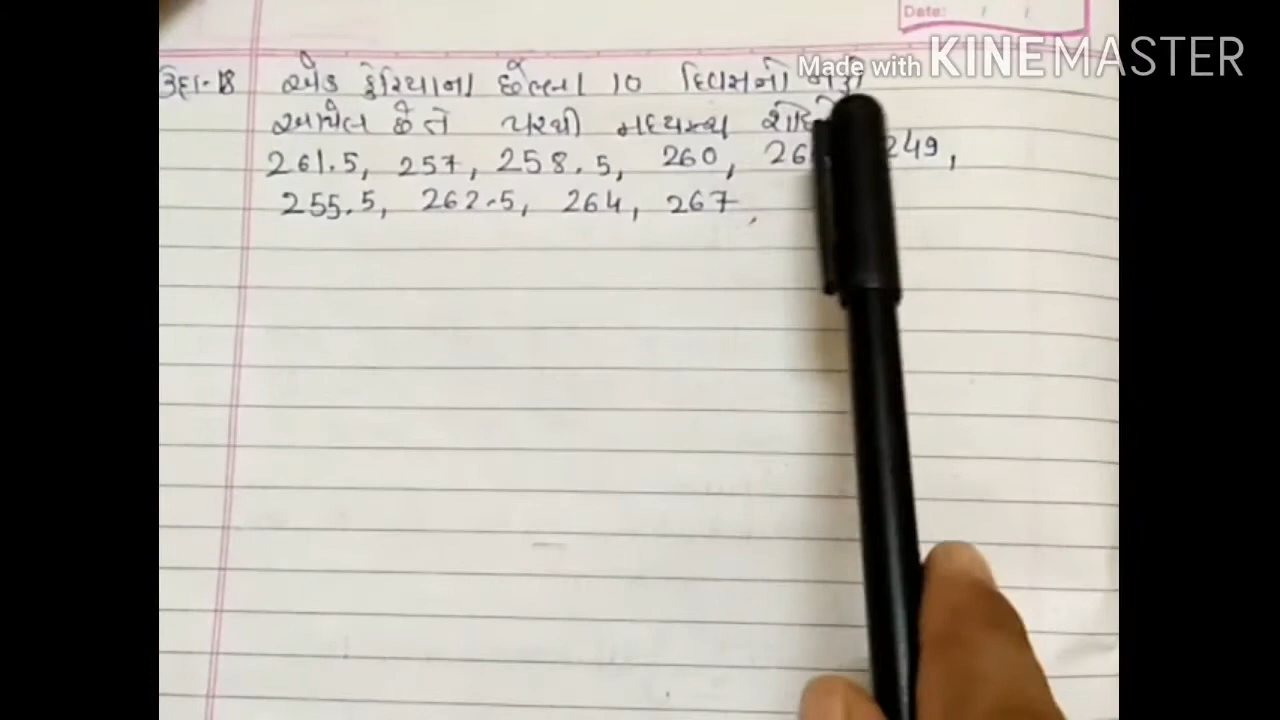 Date: / /
Made with KINEMASTER
ઉદા-18 એક ફેરિયાના છેલ્લા 10 દિવસનો
આપેલ છે તે પરથી મધ્યસ્થ
261.5, 257, 258.5, 260, 249,
255.5, 262.5, 264, 267,